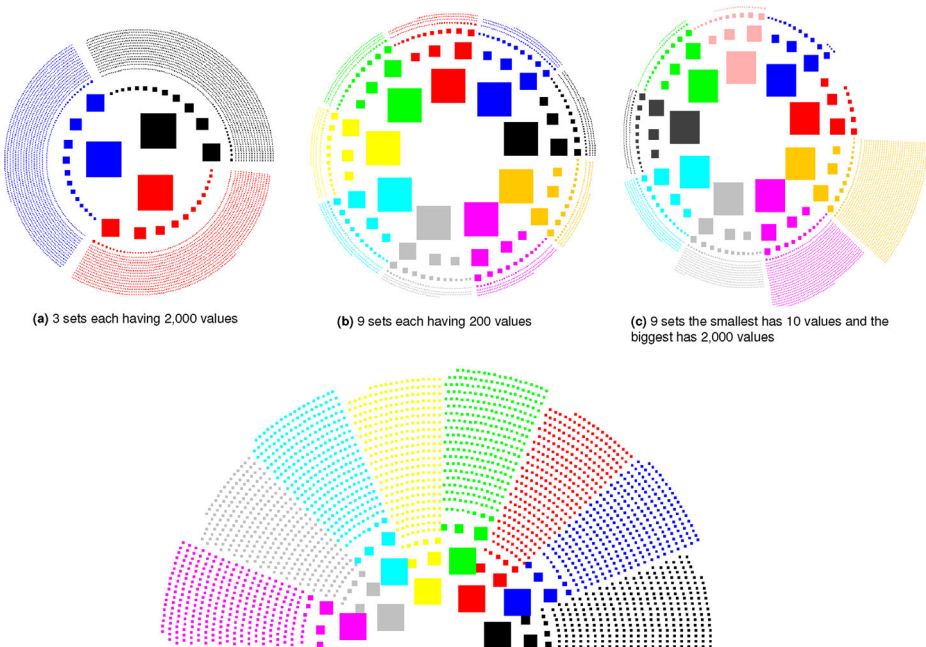 (a) 3 sets each having 2,000 values
(b) 9 sets each having 200 values
(c) 9 sets the smallest has 10 values and the
biggest has 2,000 values